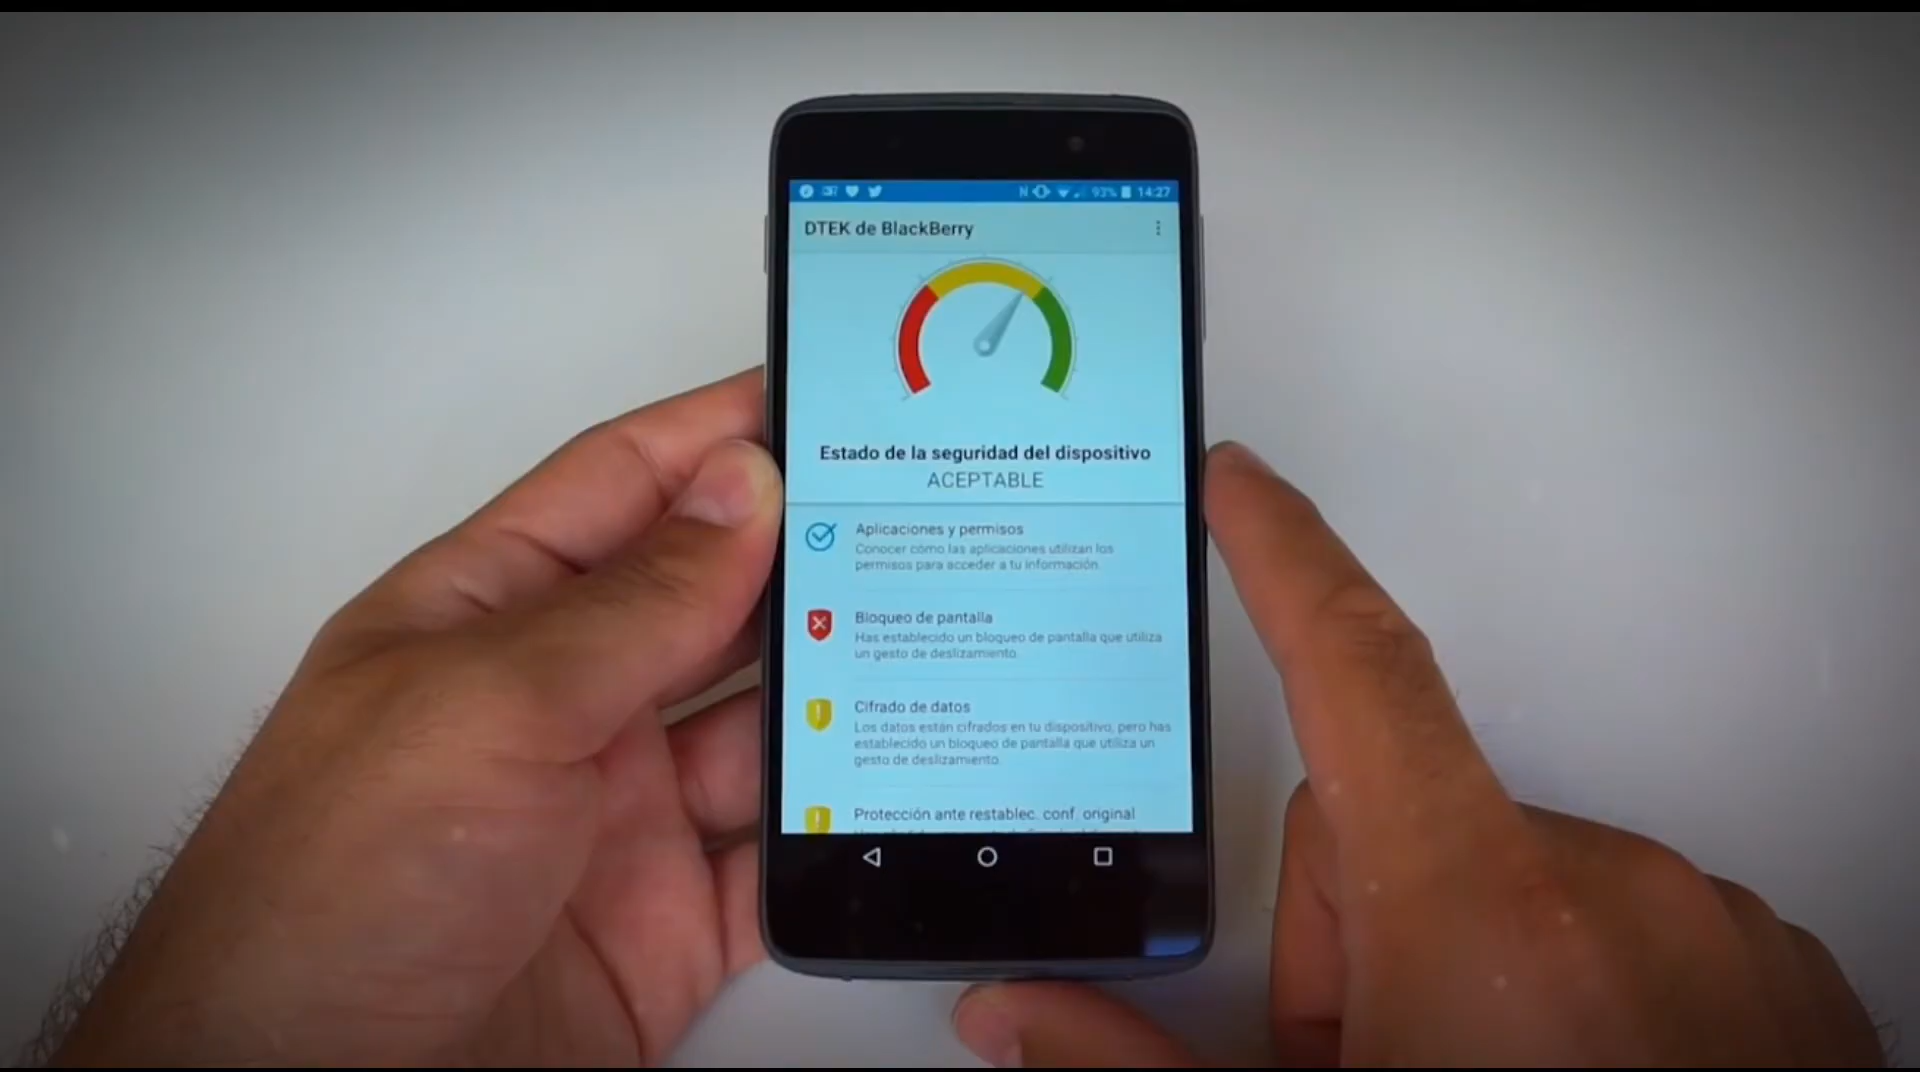 93% 14:27
DTEK de BlackBerry
Estado de la seguridad del dispositivo
ACEPTABLE
Aplicaciones y permisos
Conocer cómo las aplicaciones utilizan los
permisos para acceder a tu información.
Bloqueo de pantalla
Has establecido un bloqueo de pantalla que utiliza
un gesto de deslizamiento.
Cifrado de datos
Los datos están cifrados en tu dispositivo, pero has
establecido un bloqueo de pantalla que utiliza un
gesto de deslizamiento.
Protección ante restablec. conf. original